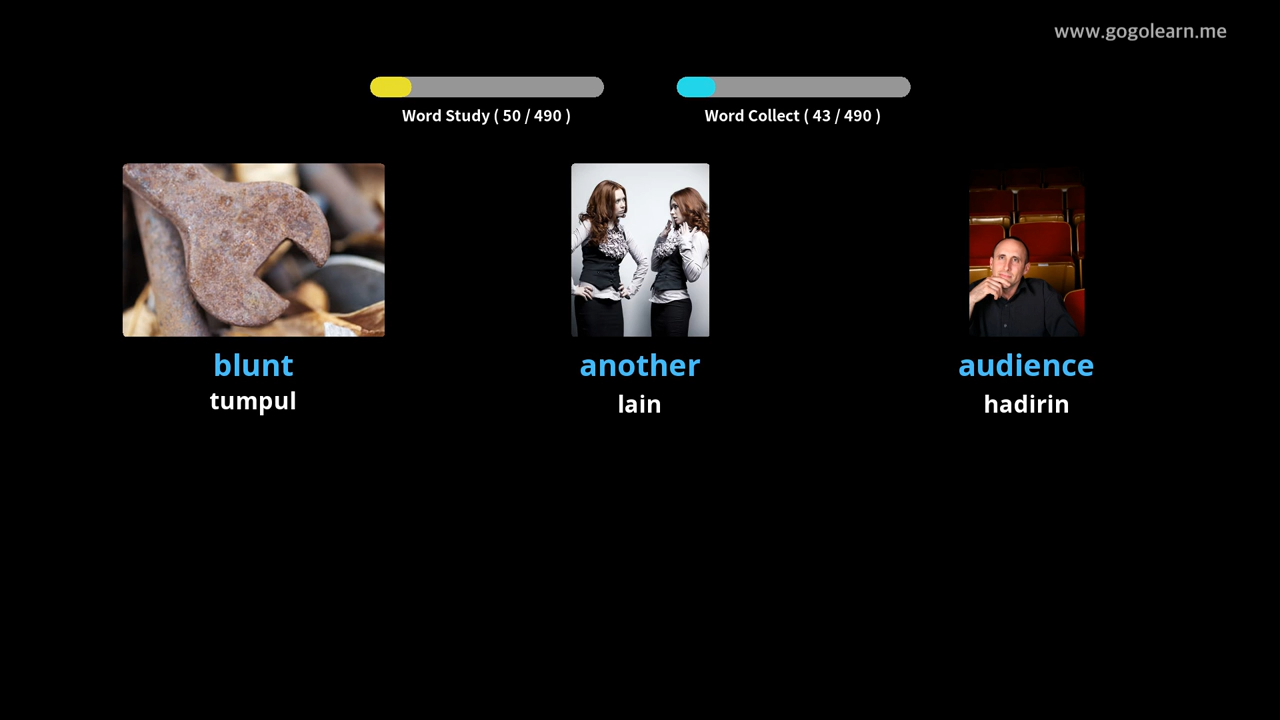 www.gogolearn.me
Word Study ( 50 / 490 )
Word Collect ( 43 / 490 )
blunt
tumpul
another
lain
audience
hadirin